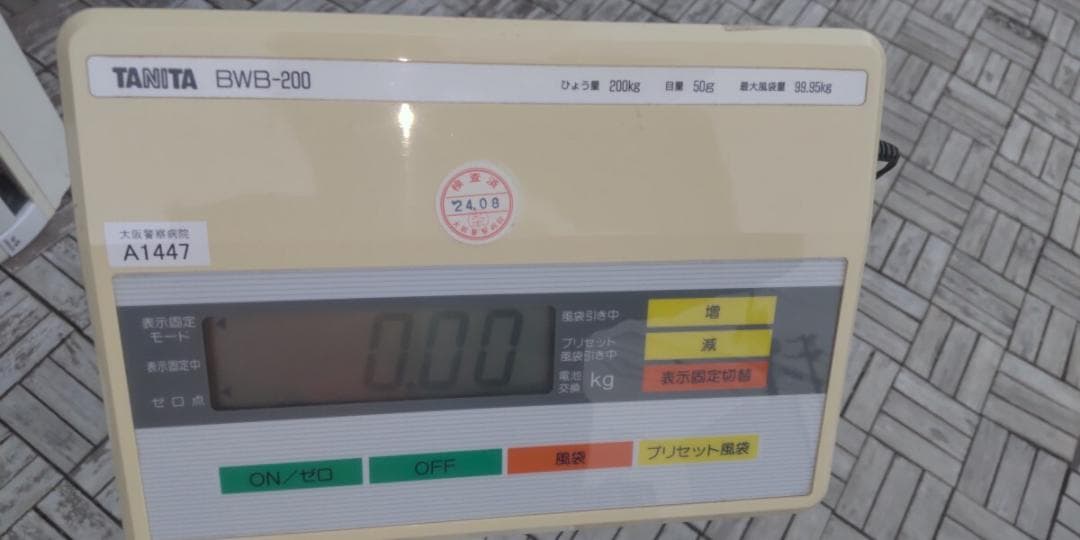 TANITA BWB-200
ひょう量 200kg 目量 50g 最大風袋量 99.95kg
検査済
'24.08
大阪警察病院
A1447
表示固定
モード
表示固定中
ゼロ点
0.00
風袋引き中
プリセット
風袋引き中
電池
交換
kg
増
減
表示固定切替
ON/ゼロ
OFF
風袋
プリセット風袋